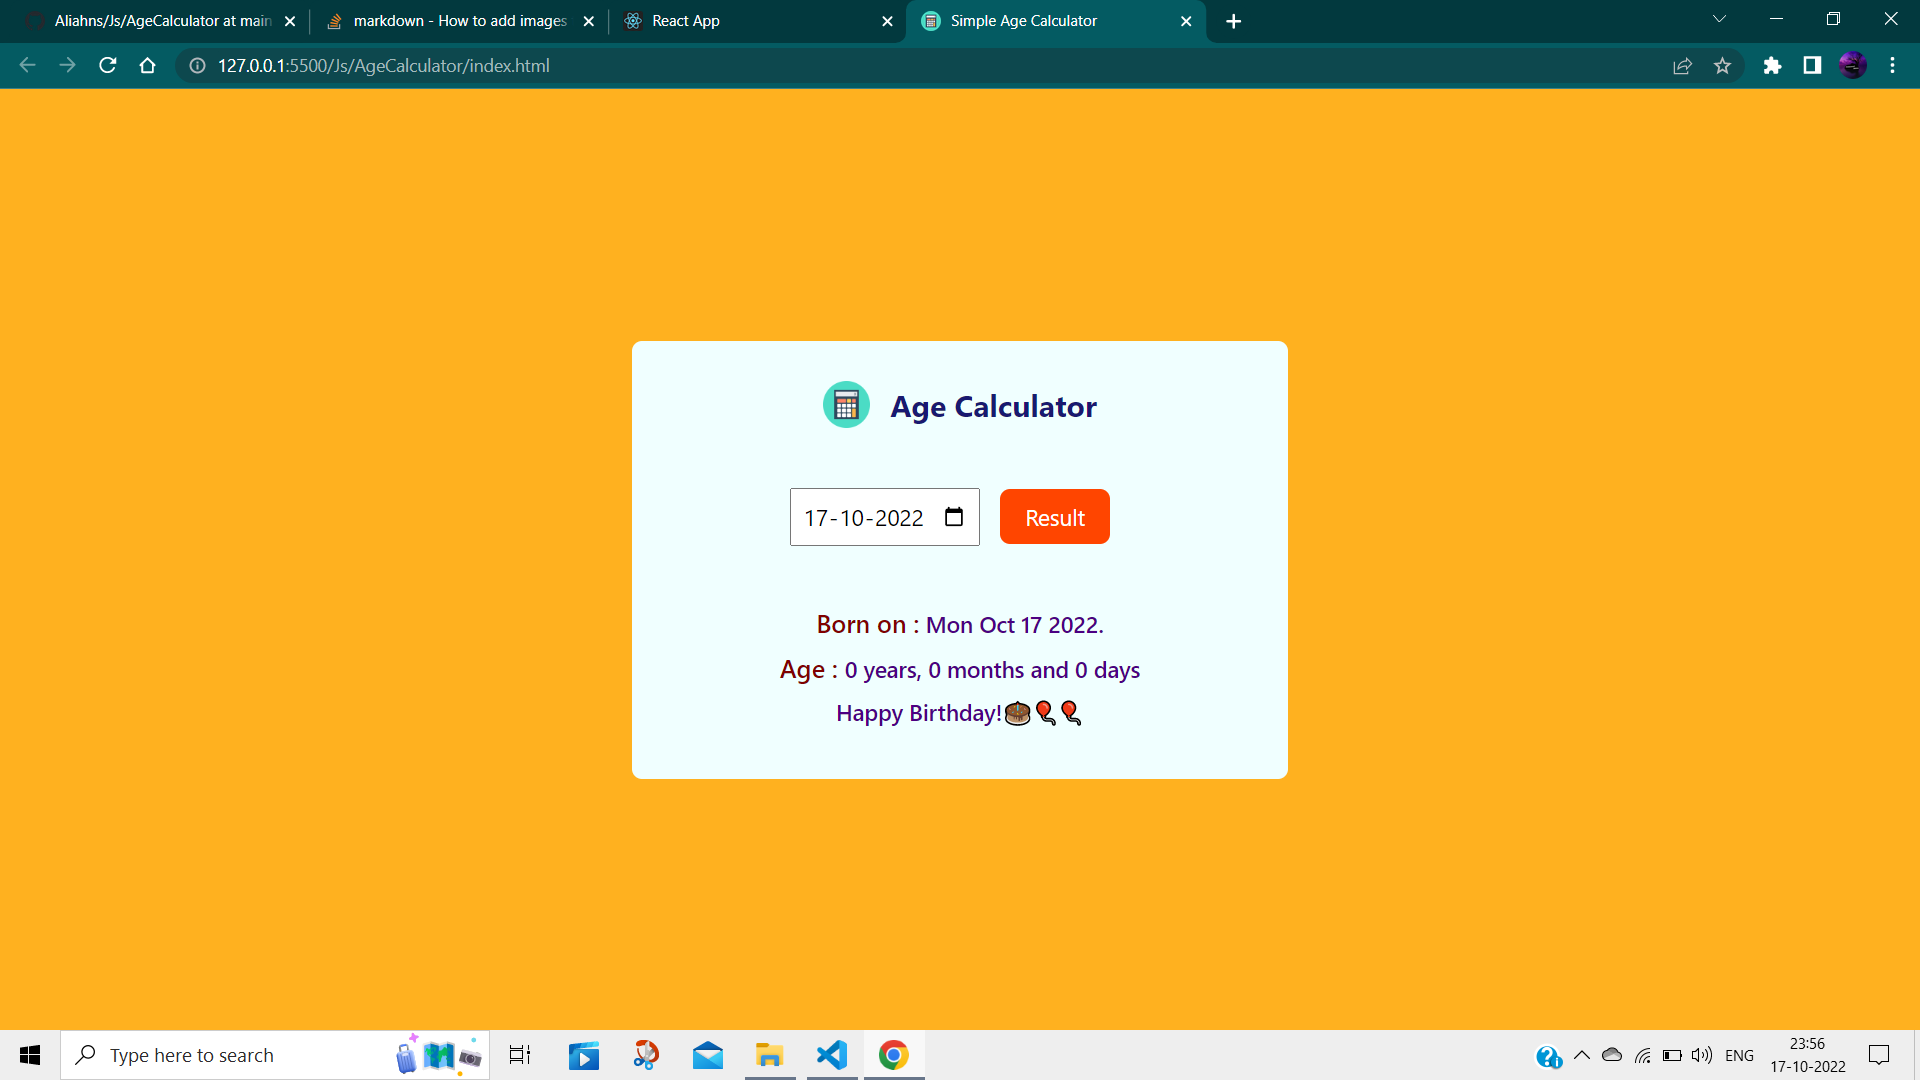 Aliahns/Js/AgeCalculator at main
markdown - How to add images
React App
Simple Age Calculator
127.0.0.1:5500/Js/AgeCalculator/index.html
Age Calculator
17-10-2022
Result
Born on : Mon Oct 17 2022.
Age : 0 years, 0 months and 0 days
Happy Birthday!🎂🎈🎈
Type here to search
ENG
23:56
17-10-2022